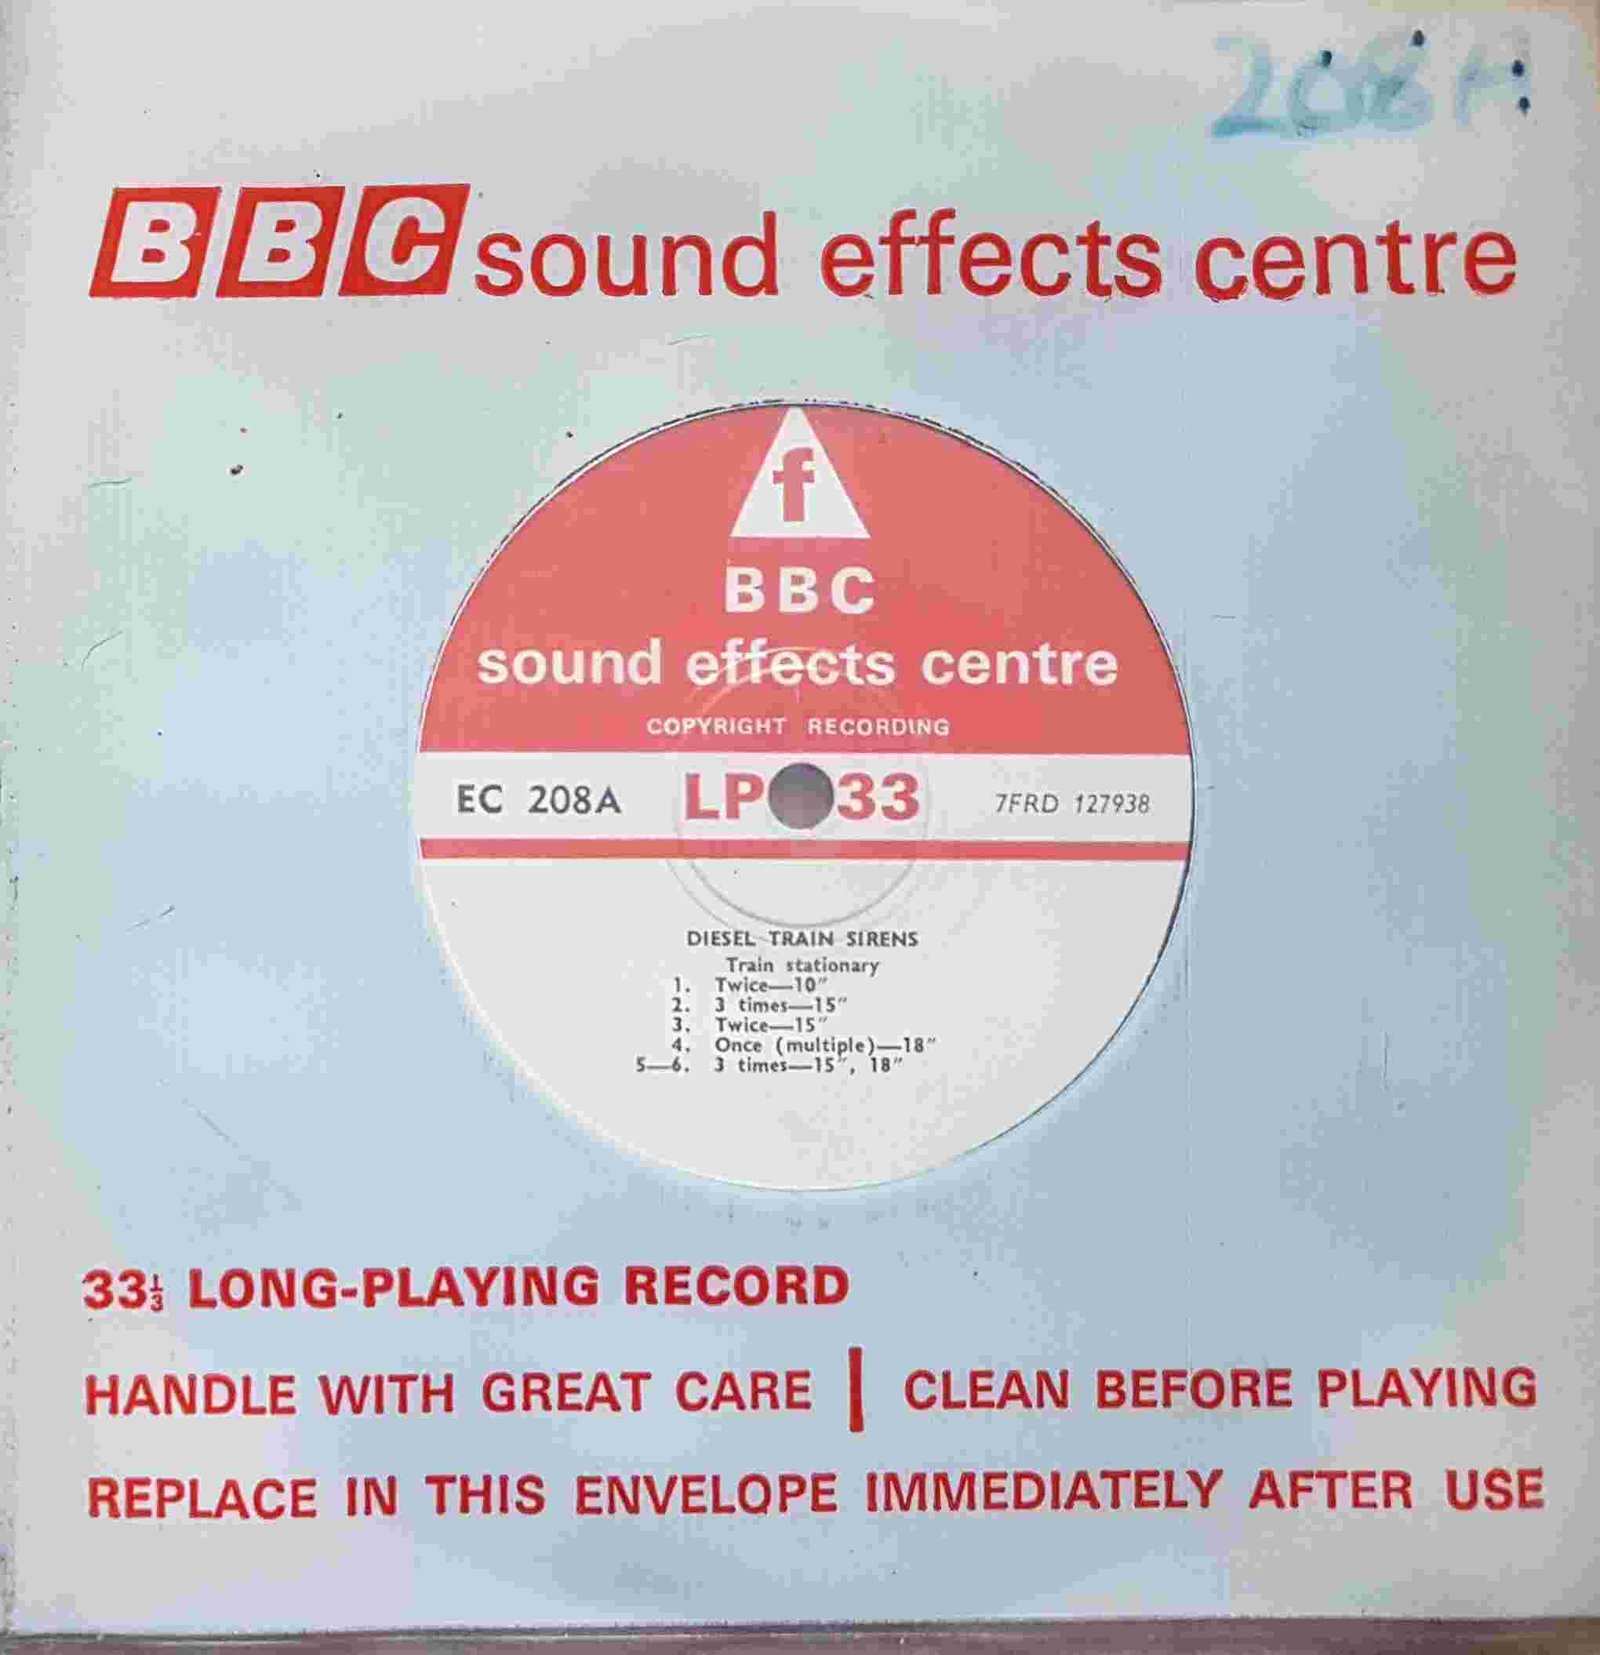 BBC sound effects centre
f
BBC
sound effects centre
COPYRIGHT RECORDING
EC 208A LP 33 7FRD 127938
DIESEL TRAIN SIRENS
Train stationary
1. Twice—10"
2. 3 times—15"
3. Twice—15"
4. Once (multiple)—18"
5—6. 3 times—15", 18"
33⅓ LONG-PLAYING RECORD
HANDLE WITH GREAT CARE | CLEAN BEFORE PLAYING
REPLACE IN THIS ENVELOPE IMMEDIATELY AFTER USE